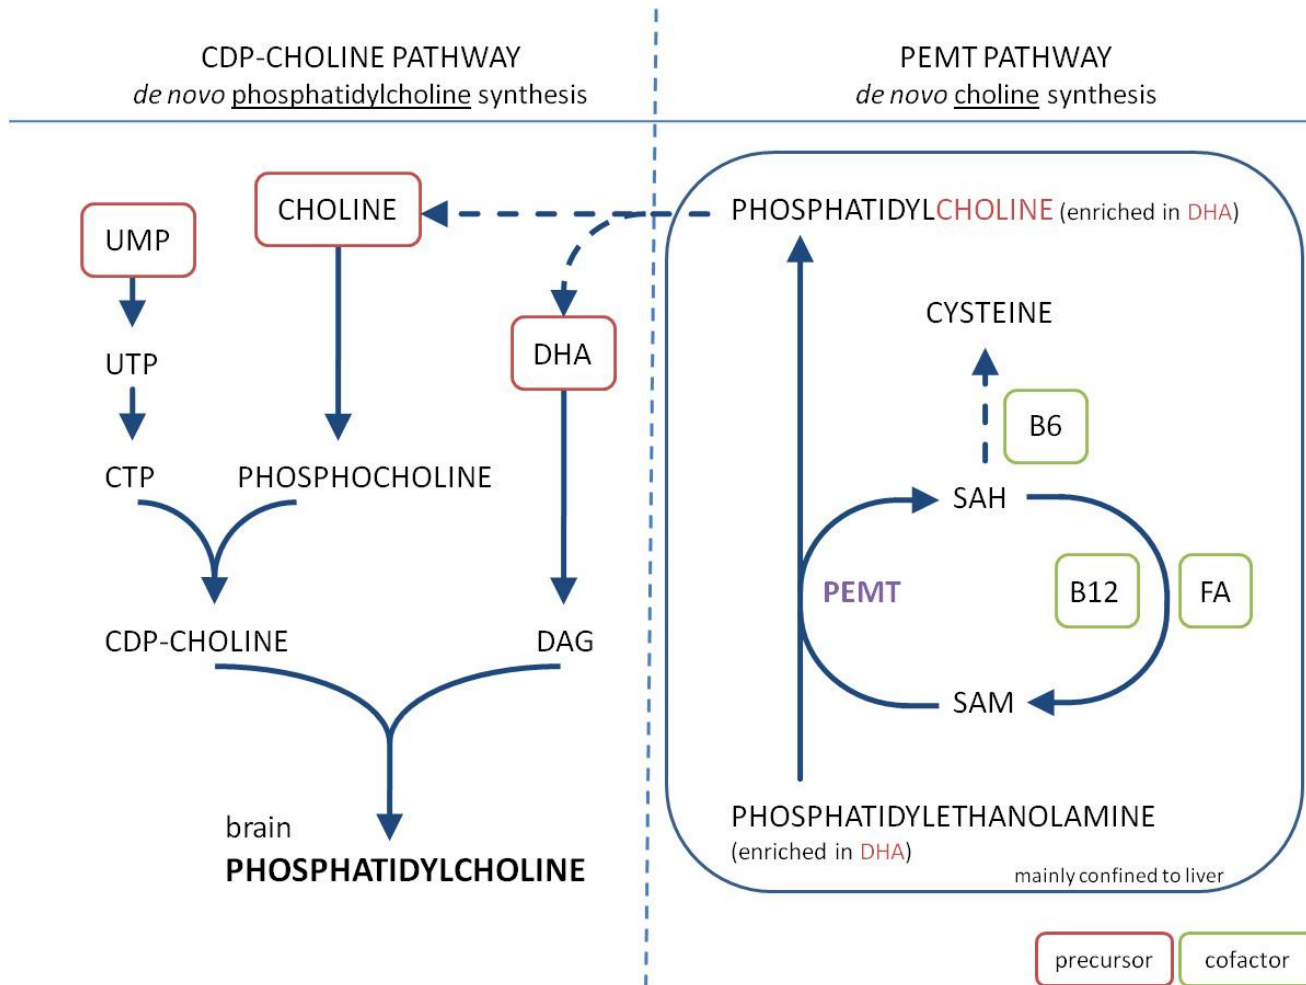 CDP-CHOLINE PATHWAY
de novo phosphatidylcholine synthesis
UMP
CHOLINE
UTP
DHA
CTP
PHOSPHOCHOLINE
CDP-CHOLINE
DAG
brain
PHOSPHATIDYLCHOLINE
PEMT PATHWAY
de novo choline synthesis
PHOSPHATIDYLCHOLINE (enriched in DHA)
CYSTEINE
B6
SAH
PEMT
B12
FA
SAM
PHOSPHATIDYLETHANOLAMINE
(enriched in DHA)
mainly confined to liver
precursor
cofactor